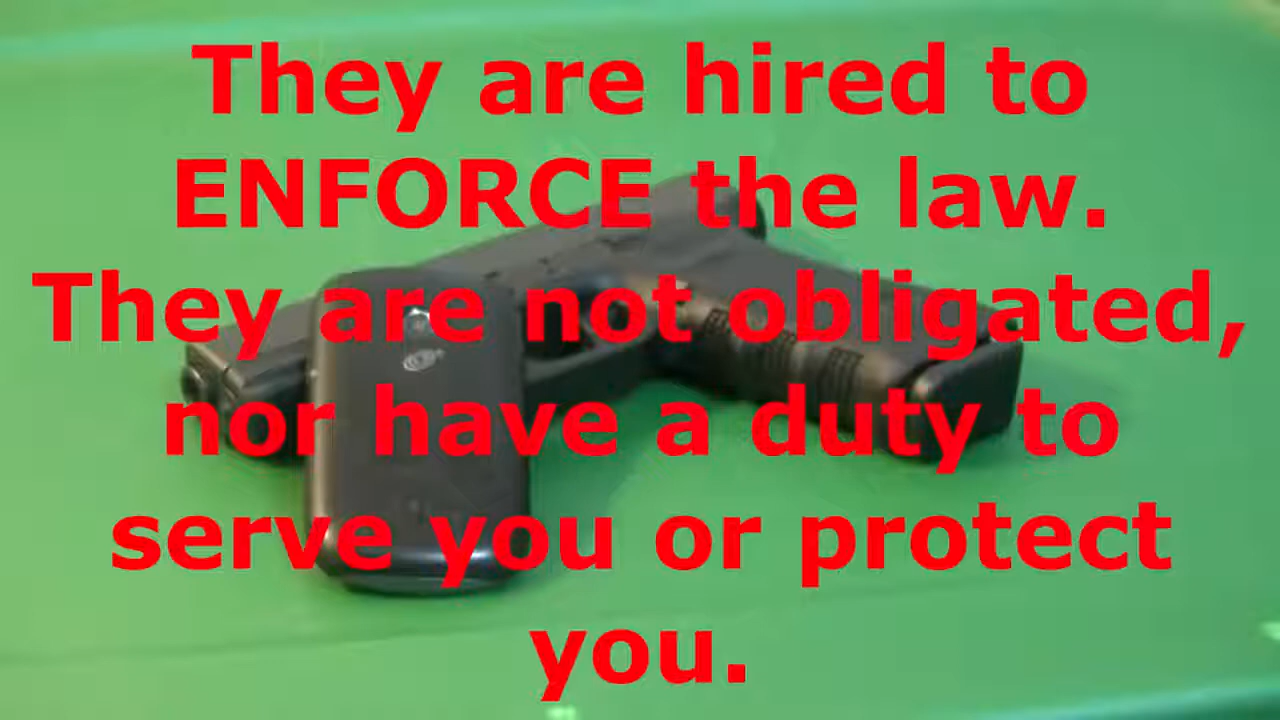 They are hired to
ENFORCE the law.
They are not obligated,
nor have a duty to
serve you or protect
you.